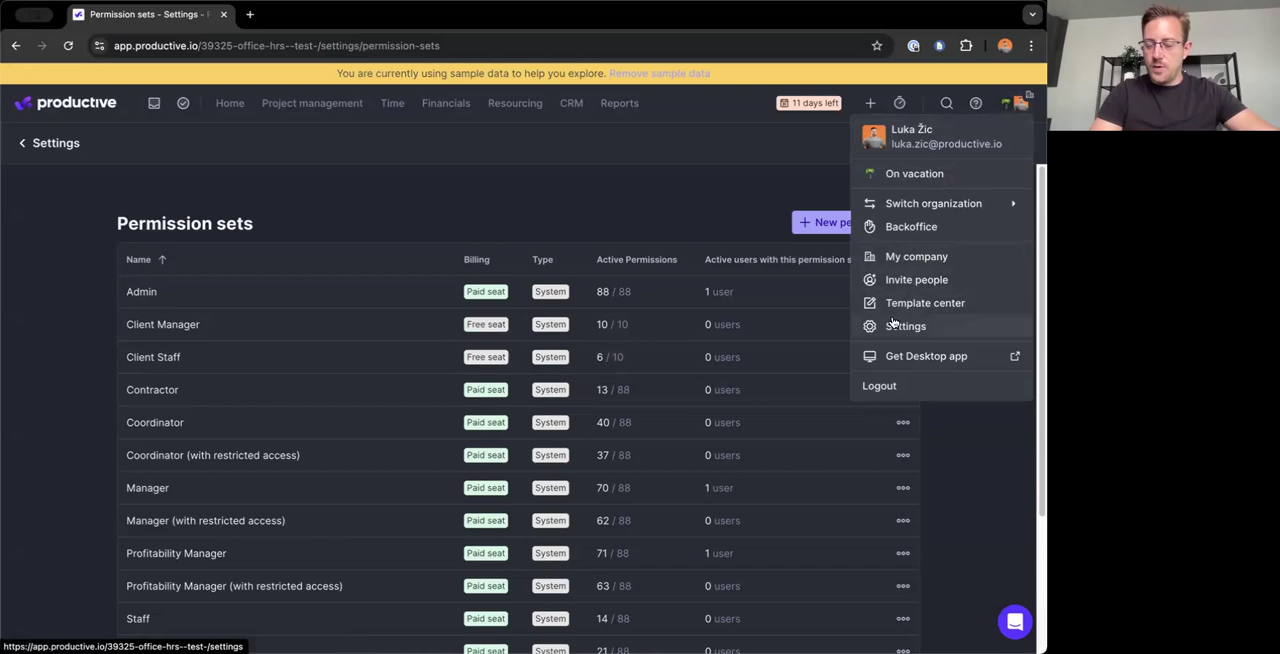 Permission sets - Settings - P
app.productive.io/39325-office-hrs--test-/settings/permission-sets
You are currently using sample data to help you explore. Remove sample data
productive
Home
Project management
Time
Financials
Resourcing
CRM
Reports
11 days left
Settings
Luka Žic
luka.zic@productive.io
On vacation
Switch organization
Backoffice
My company
Invite people
Template center
Settings
Get Desktop app
Logout
Permission sets
+ New pe
Name Billing Type Active Permissions Active users with this permission s
Admin Paid seat System 88 / 88 1 user
Client Manager Free seat System 10 / 10 0 users
Client Staff Free seat System 6 / 10 0 users
Contractor Paid seat System 13 / 88 0 users
Coordinator Paid seat System 40 / 88 0 users
Coordinator (with restricted access) Paid seat System 37 / 88 0 users
Manager Paid seat System 70 / 88 1 user
Manager (with restricted access) Paid seat System 62 / 88 0 users
Profitability Manager Paid seat System 71 / 88 1 user
Profitability Manager (with restricted access) Paid seat System 63 / 88 0 users
Staff Paid seat System 14 / 88 0 users
Paid seat System 21 / 88 0 users
https://app.productive.io/39325-office-hrs--test-/settings